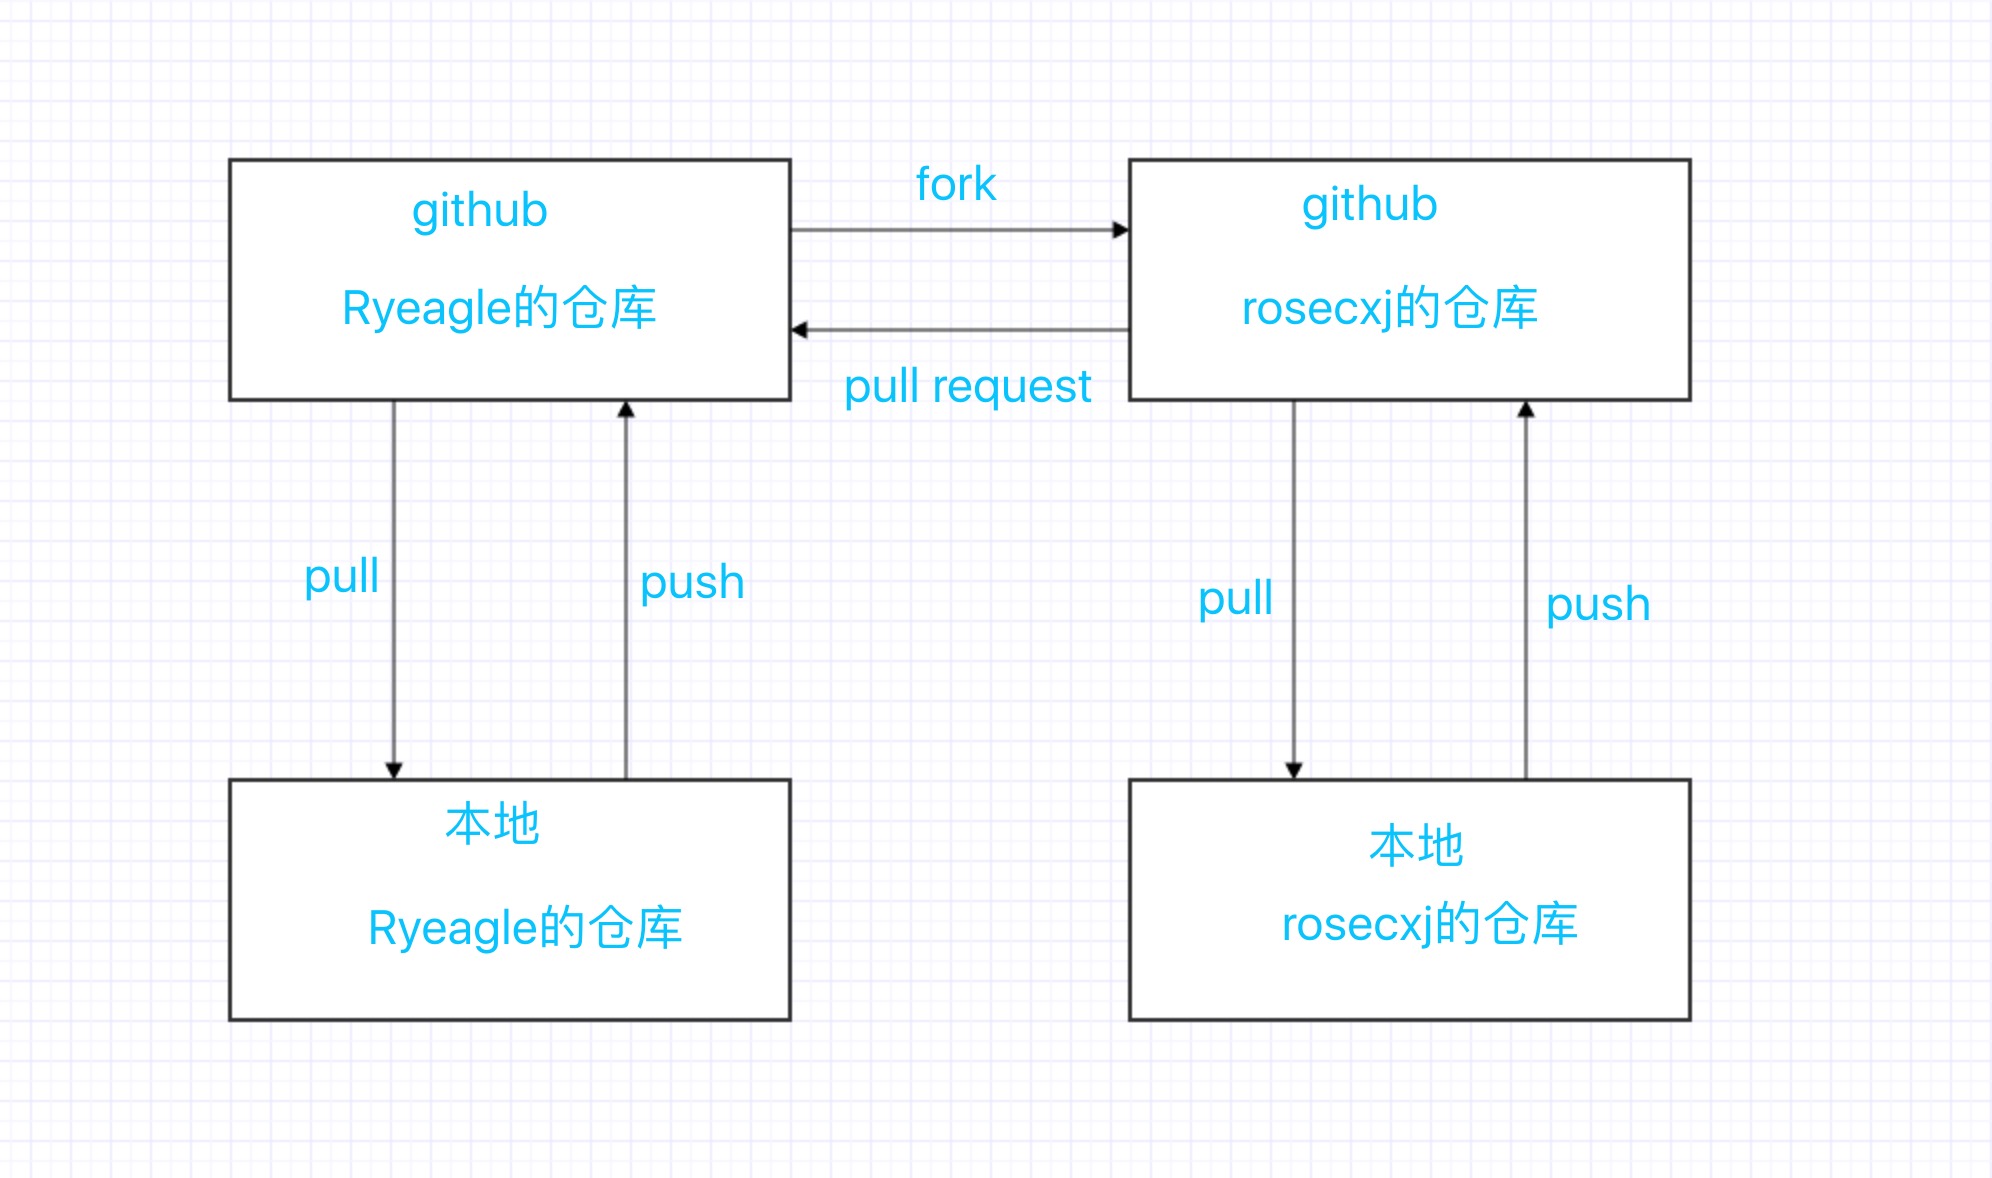 github
Ryeagle的仓库
fork
pull request
github
rosecxj的仓库
pull
push
pull
push
本地
Ryeagle的仓库
本地
rosecxj的仓库